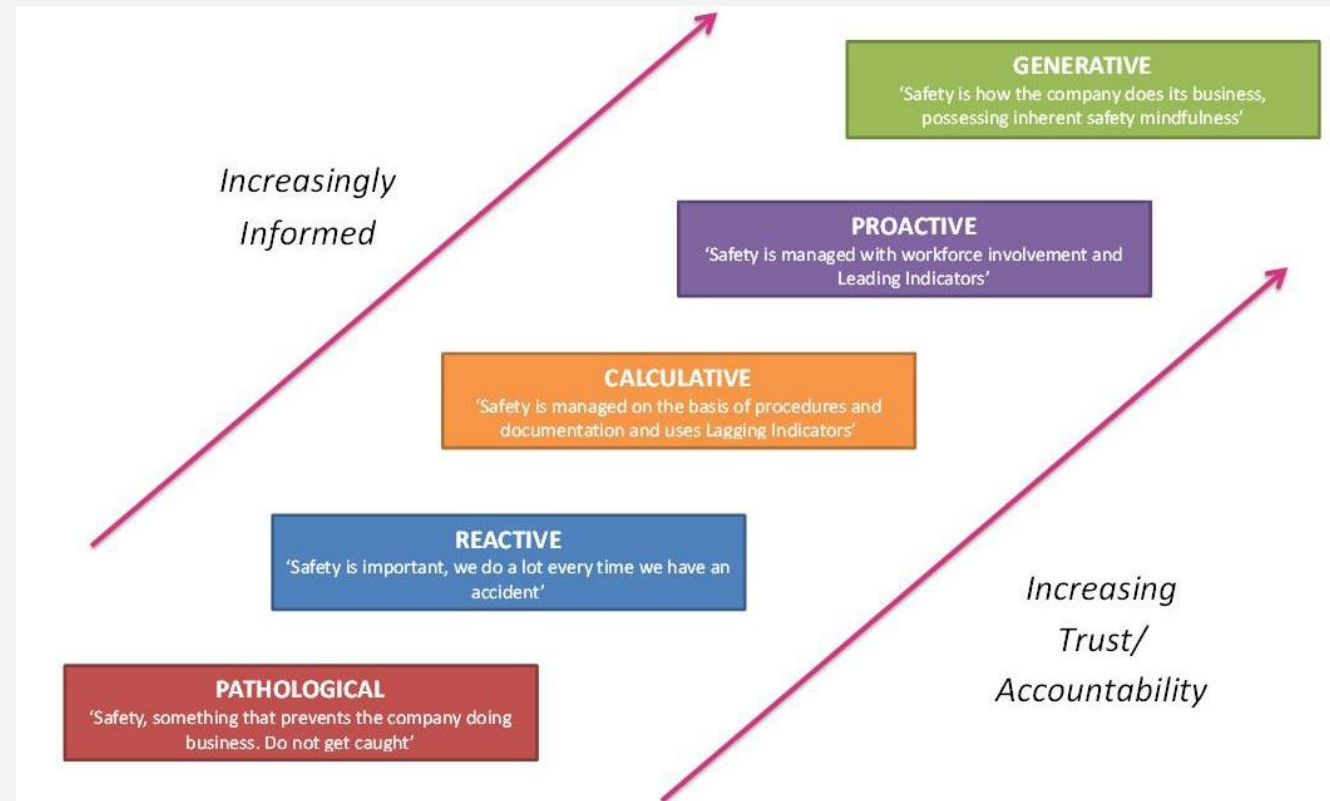 GENERATIVE
‘Safety is how the company does its business,
possessing inherent safety mindfulness’
Increasingly
Informed
PROACTIVE
‘Safety is managed with workforce involvement and
Leading Indicators’
CALCULATIVE
‘Safety is managed on the basis of procedures and
documentation and uses Lagging Indicators’
REACTIVE
‘Safety is important, we do a lot every time we have an
accident’
Increasing
Trust/
Accountability
PATHOLOGICAL
‘Safety, something that prevents the company doing
business. Do not get caught’